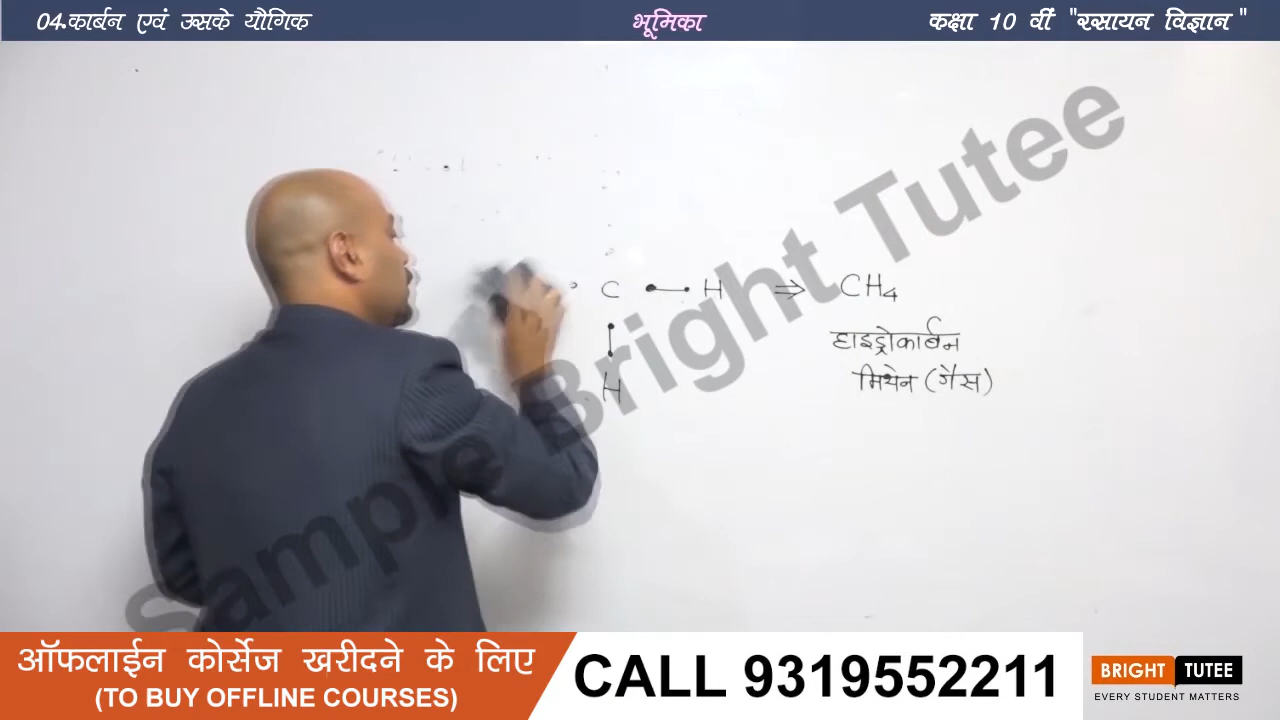 04.कार्बन एवं उसके यौगिक
भूमिका
कक्षा 10 वीं "रसायन विज्ञान"
C H ⇒ CH₄
H
हाइड्रोकार्बन
मिथेन (गैस)
Sample Bright Tutee
ऑफलाईन कोर्सेज खरीदने के लिए
(TO BUY OFFLINE COURSES)
CALL 9319552211
BRIGHT TUTEE
EVERY STUDENT MATTERS